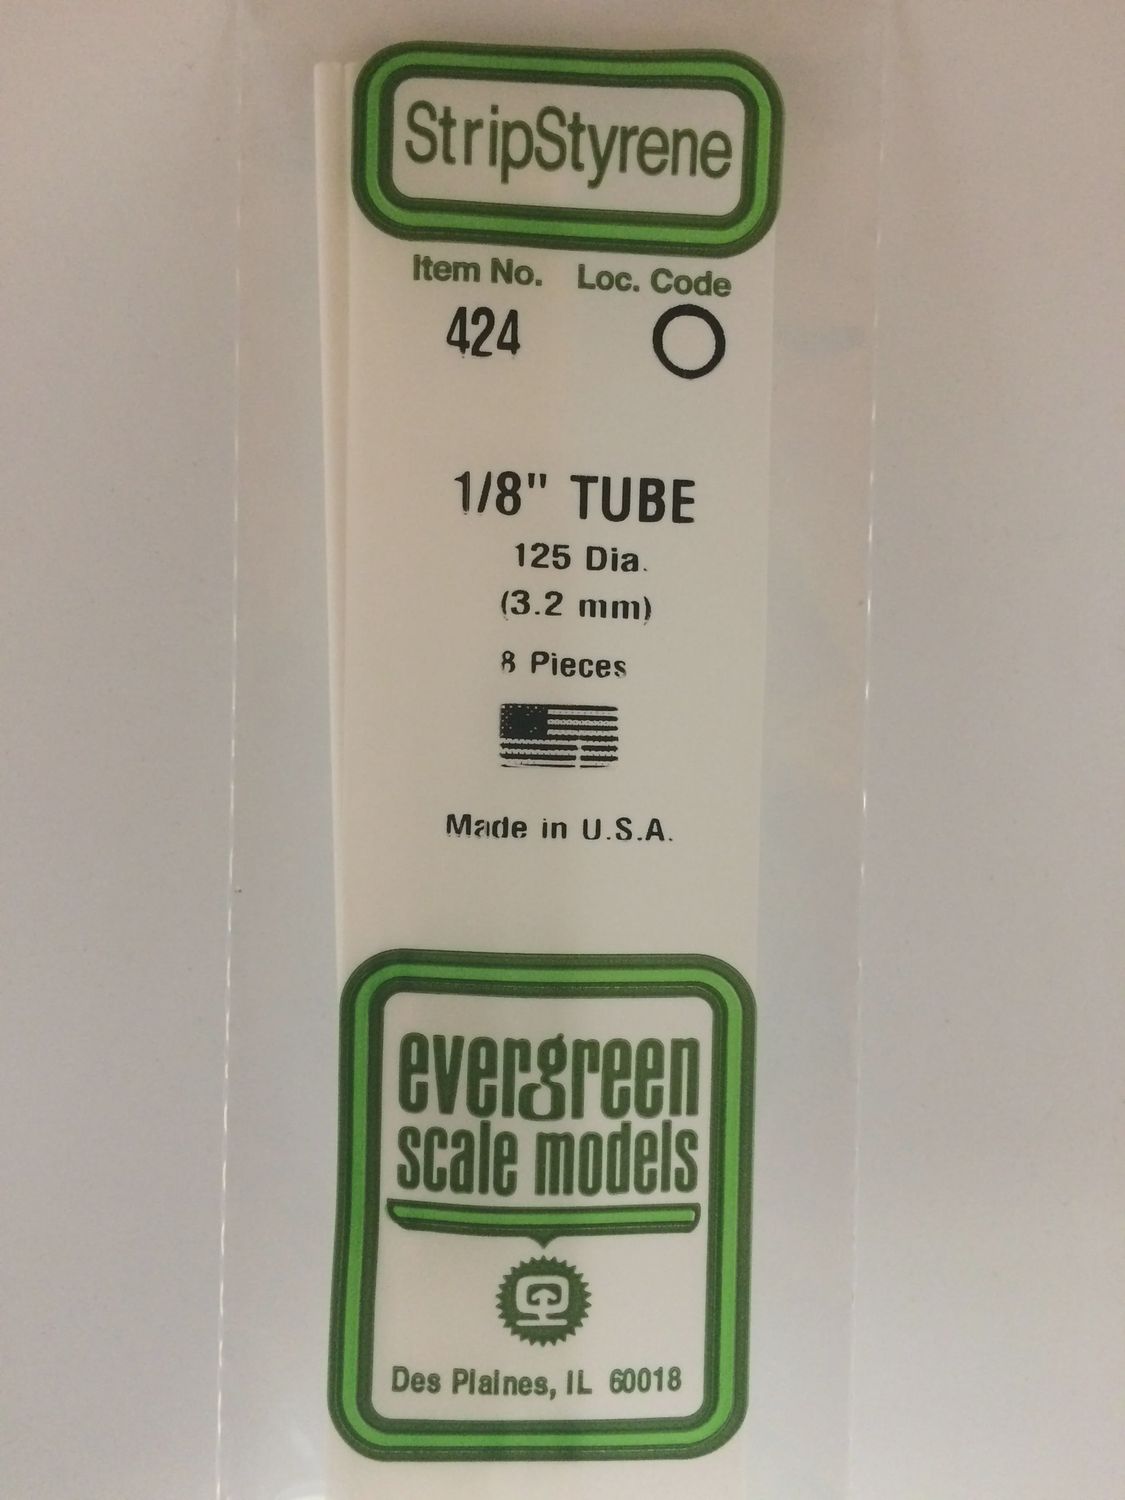 StripStyrene
Item No. Loc. Code
424
1/8" TUBE
125 Dia.
(3.2 mm)
8 Pieces
Made in U.S.A.
evergreen
scale models
Des Plaines, IL 60018